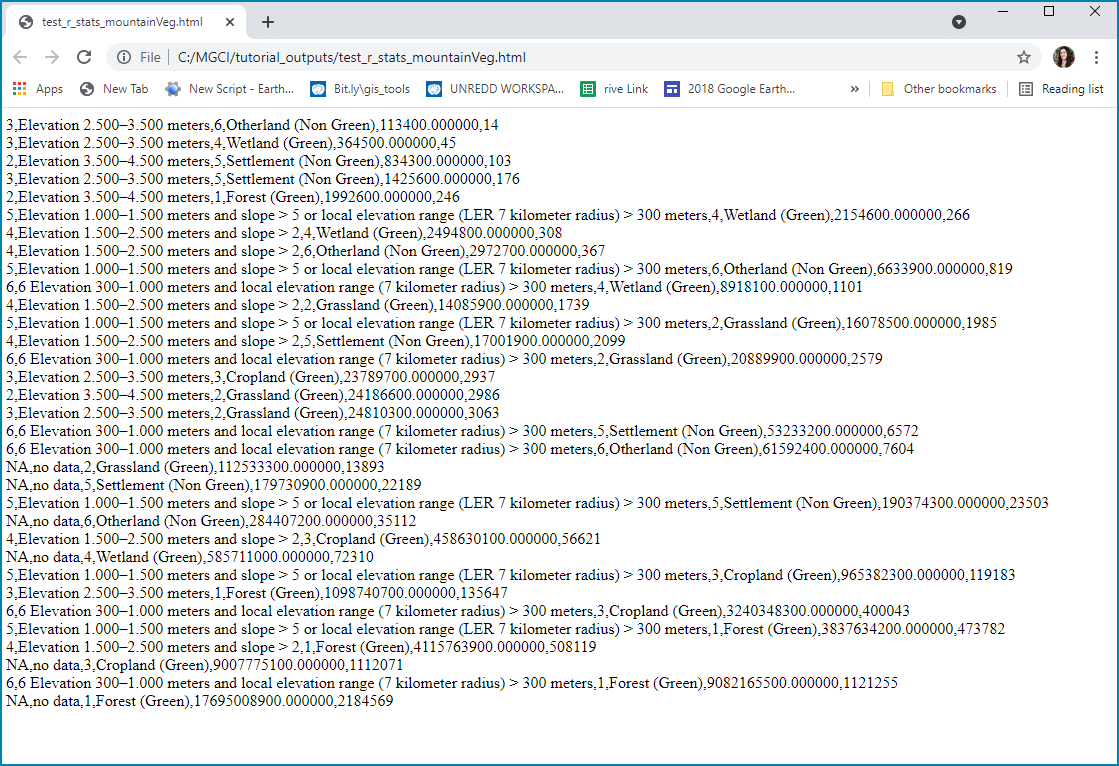 test_r_stats_mountainVeg.html
File
C:/MGCI/tutorial_outputs/test_r_stats_mountainVeg.html
Apps New Tab New Script - Earth... Bit.ly\gis_tools UNREDD WORKSPA... rive Link 2018 Google Earth... » Other bookmarks Reading list
3,Elevation 2.500–3.500 meters,6,Otherland (Non Green),113400.000000,14
3,Elevation 2.500–3.500 meters,4,Wetland (Green),364500.000000,45
2,Elevation 3.500–4.500 meters,5,Settlement (Non Green),834300.000000,103
3,Elevation 2.500–3.500 meters,5,Settlement (Non Green),1425600.000000,176
2,Elevation 3.500–4.500 meters,1,Forest (Green),1992600.000000,246
5,Elevation 1.000–1.500 meters and slope > 5 or local elevation range (LER 7 kilometer radius) > 300 meters,4,Wetland (Green),2154600.000000,266
4,Elevation 1.500–2.500 meters and slope > 2,4,Wetland (Green),2494800.000000,308
4,Elevation 1.500–2.500 meters and slope > 2,6,Otherland (Non Green),2972700.000000,367
5,Elevation 1.000–1.500 meters and slope > 5 or local elevation range (LER 7 kilometer radius) > 300 meters,6,Otherland (Non Green),6633900.000000,819
6,6 Elevation 300–1.000 meters and local elevation range (7 kilometer radius) > 300 meters,4,Wetland (Green),8918100.000000,1101
4,Elevation 1.500–2.500 meters and slope > 2,2,Grassland (Green),14085900.000000,1739
5,Elevation 1.000–1.500 meters and slope > 5 or local elevation range (LER 7 kilometer radius) > 300 meters,2,Grassland (Green),16078500.000000,1985
4,Elevation 1.500–2.500 meters and slope > 2,5,Settlement (Non Green),17001900.000000,2099
6,6 Elevation 300–1.000 meters and local elevation range (7 kilometer radius) > 300 meters,2,Grassland (Green),20889900.000000,2579
3,Elevation 2.500–3.500 meters,3,Cropland (Green),23789700.000000,2937
2,Elevation 3.500–4.500 meters,2,Grassland (Green),24186600.000000,2986
3,Elevation 2.500–3.500 meters,2,Grassland (Green),24810300.000000,3063
6,6 Elevation 300–1.000 meters and local elevation range (7 kilometer radius) > 300 meters,5,Settlement (Non Green),53233200.000000,6572
6,6 Elevation 300–1.000 meters and local elevation range (7 kilometer radius) > 300 meters,6,Otherland (Non Green),61592400.000000,7604
NA,no data,2,Grassland (Green),112533300.000000,13893
NA,no data,5,Settlement (Non Green),179730900.000000,22189
5,Elevation 1.000–1.500 meters and slope > 5 or local elevation range (LER 7 kilometer radius) > 300 meters,5,Settlement (Non Green),190374300.000000,23503
NA,no data,6,Otherland (Non Green),284407200.000000,35112
4,Elevation 1.500–2.500 meters and slope > 2,3,Cropland (Green),458630100.000000,56621
NA,no data,4,Wetland (Green),585711000.000000,72310
5,Elevation 1.000–1.500 meters and slope > 5 or local elevation range (LER 7 kilometer radius) > 300 meters,3,Cropland (Green),965382300.000000,119183
3,Elevation 2.500–3.500 meters,1,Forest (Green),1098740700.000000,135647
6,6 Elevation 300–1.000 meters and local elevation range (7 kilometer radius) > 300 meters,3,Cropland (Green),3240348300.000000,400043
5,Elevation 1.000–1.500 meters and slope > 5 or local elevation range (LER 7 kilometer radius) > 300 meters,1,Forest (Green),3837634200.000000,473782
4,Elevation 1.500–2.500 meters and slope > 2,1,Forest (Green),4115763900.000000,508119
NA,no data,3,Cropland (Green),9007775100.000000,1112071
6,6 Elevation 300–1.000 meters and local elevation range (7 kilometer radius) > 300 meters,1,Forest (Green),9082165500.000000,1121255
NA,no data,1,Forest (Green),17695008900.000000,2184569